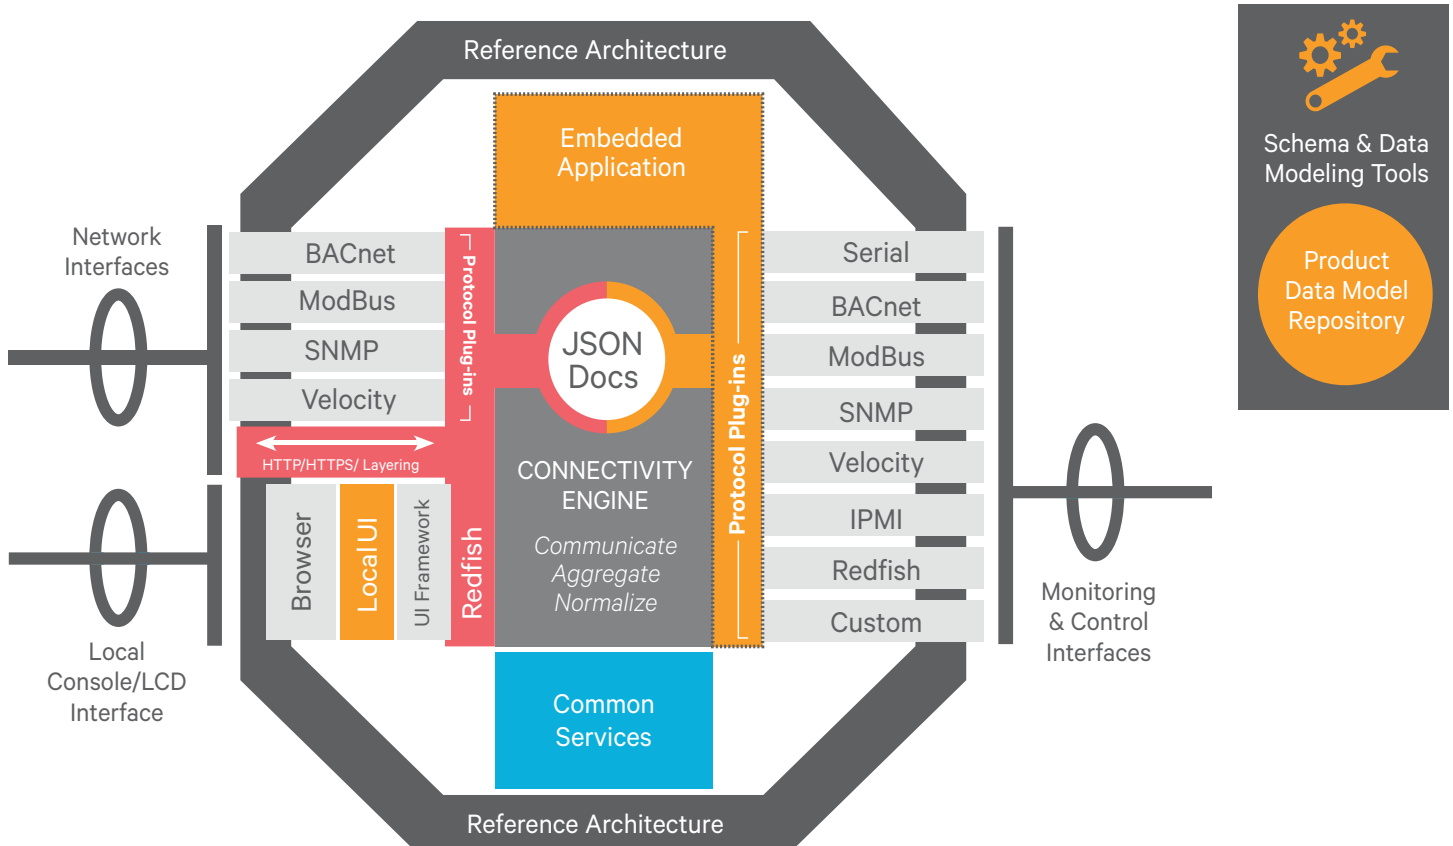 Reference Architecture
Schema & Data
Modeling Tools
Product
Data Model
Repository
Embedded
Application
Network
Interfaces
BACnet
ModBus
SNMP
Velocity
Protocol Plug-ins
HTTP/HTTPS/ Layering
Browser
Local UI
UI Framework
Redfish
Local
Console/LCD
Interface
JSON
Docs
CONNECTIVITY
ENGINE
Communicate
Aggregate
Normalize
Protocol Plug-ins
Serial
BACnet
ModBus
SNMP
Velocity
IPMI
Redfish
Custom
Monitoring
& Control
Interfaces
Common
Services
Reference Architecture